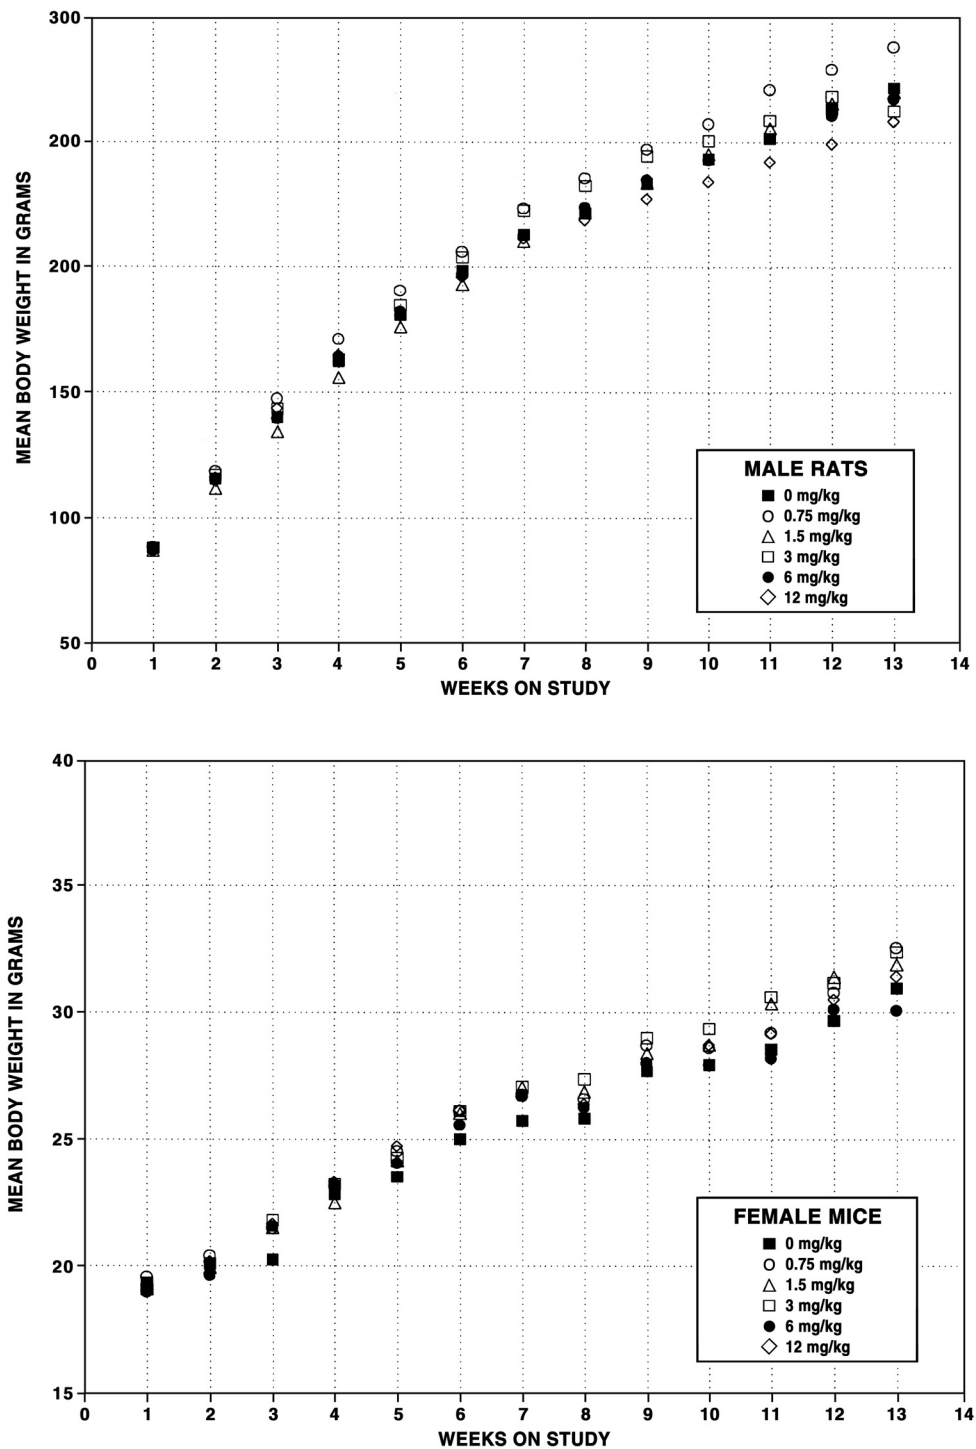 300
200
200
150
100
50
MEAN BODY WEIGHT IN GRAMS
MALE RATS
0 mg/kg
0.75 mg/kg
1.5 mg/kg
3 mg/kg
6 mg/kg
12 mg/kg
0 1 2 3 4 5 6 7 8 9 10 11 12 13 14
WEEKS ON STUDY
40
35
30
25
20
15
MEAN BODY WEIGHT IN GRAMS
FEMALE MICE
0 mg/kg
0.75 mg/kg
1.5 mg/kg
3 mg/kg
6 mg/kg
12 mg/kg
0 1 2 3 4 5 6 7 8 9 10 11 12 13 14
WEEKS ON STUDY